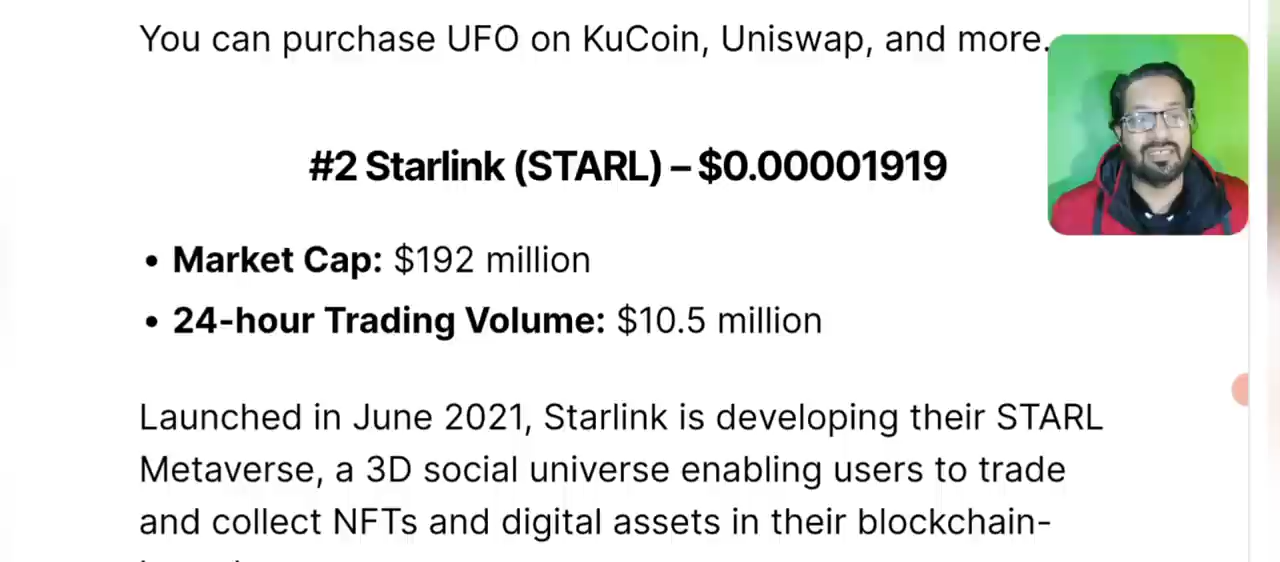 You can purchase UFO on KuCoin, Uniswap, and more.
#2 Starlink (STARL) – $0.00001919
• Market Cap: $192 million
• 24-hour Trading Volume: $10.5 million
Launched in June 2021, Starlink is developing their STARL
Metaverse, a 3D social universe enabling users to trade
and collect NFTs and digital assets in their blockchain-